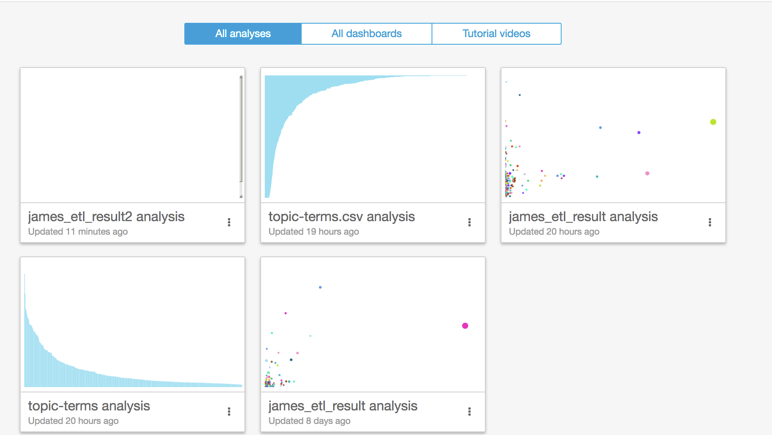 All analyses
All dashboards
Tutorial videos
james_etl_result2 analysis
Updated 11 minutes ago
topic-terms.csv analysis
Updated 19 hours ago
james_etl_result analysis
Updated 20 hours ago
topic-terms analysis
Updated 20 hours ago
james_etl_result analysis
Updated 8 days ago